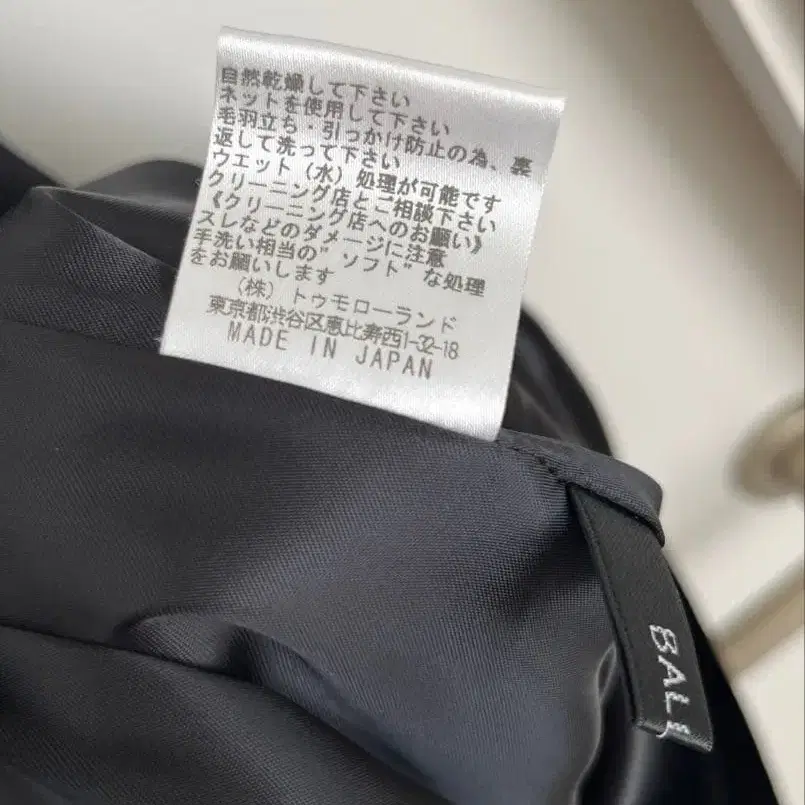 自然乾燥して下さい
ネットを使用して下さい
毛羽立ち・引っかけ防止の為、裏
返して洗って下さい
ウエット（水）処理が可能です
クリーニング店とご相談下さい
《クリーニング店へのお願い》
スレなどのダメージに注意
手洗い相当の"ソフト"な処理
をお願いします
（株）トゥモローランド
東京都渋谷区恵比寿西1-32-18
MADE IN JAPAN